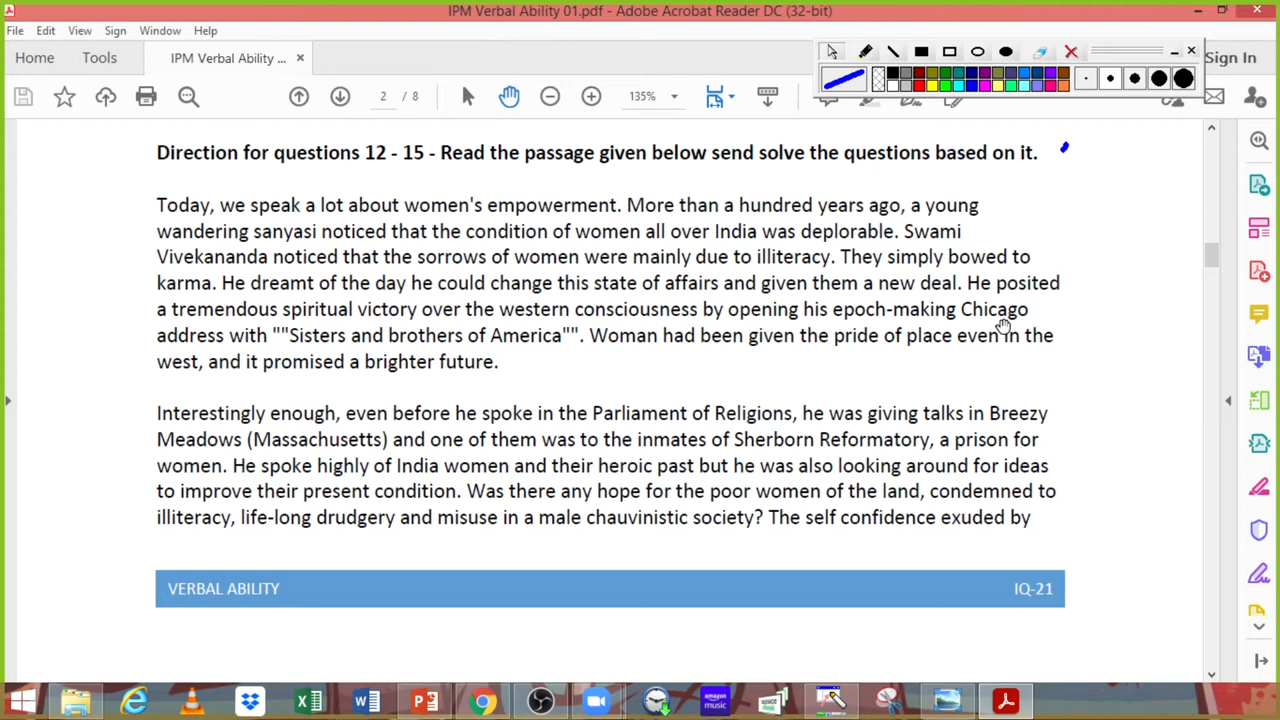 IPM Verbal Ability 01.pdf - Adobe Acrobat Reader DC (32-bit)
File Edit View Sign Window Help
Home Tools IPM Verbal Ability ... × Sign In
2 / 8 135%
Direction for questions 12 - 15 - Read the passage given below send solve the questions based on it.
Today, we speak a lot about women's empowerment. More than a hundred years ago, a young
wandering sanyasi noticed that the condition of women all over India was deplorable. Swami
Vivekananda noticed that the sorrows of women were mainly due to illiteracy. They simply bowed to
karma. He dreamt of the day he could change this state of affairs and given them a new deal. He posited
a tremendous spiritual victory over the western consciousness by opening his epoch-making Chicago
address with ""Sisters and brothers of America"". Woman had been given the pride of place even in the
west, and it promised a brighter future.
Interestingly enough, even before he spoke in the Parliament of Religions, he was giving talks in Breezy
Meadows (Massachusetts) and one of them was to the inmates of Sherborn Reformatory, a prison for
women. He spoke highly of India women and their heroic past but he was also looking around for ideas
to improve their present condition. Was there any hope for the poor women of the land, condemned to
illiteracy, life-long drudgery and misuse in a male chauvinistic society? The self confidence exuded by
VERBAL ABILITY IQ-21
amazon music
space desk